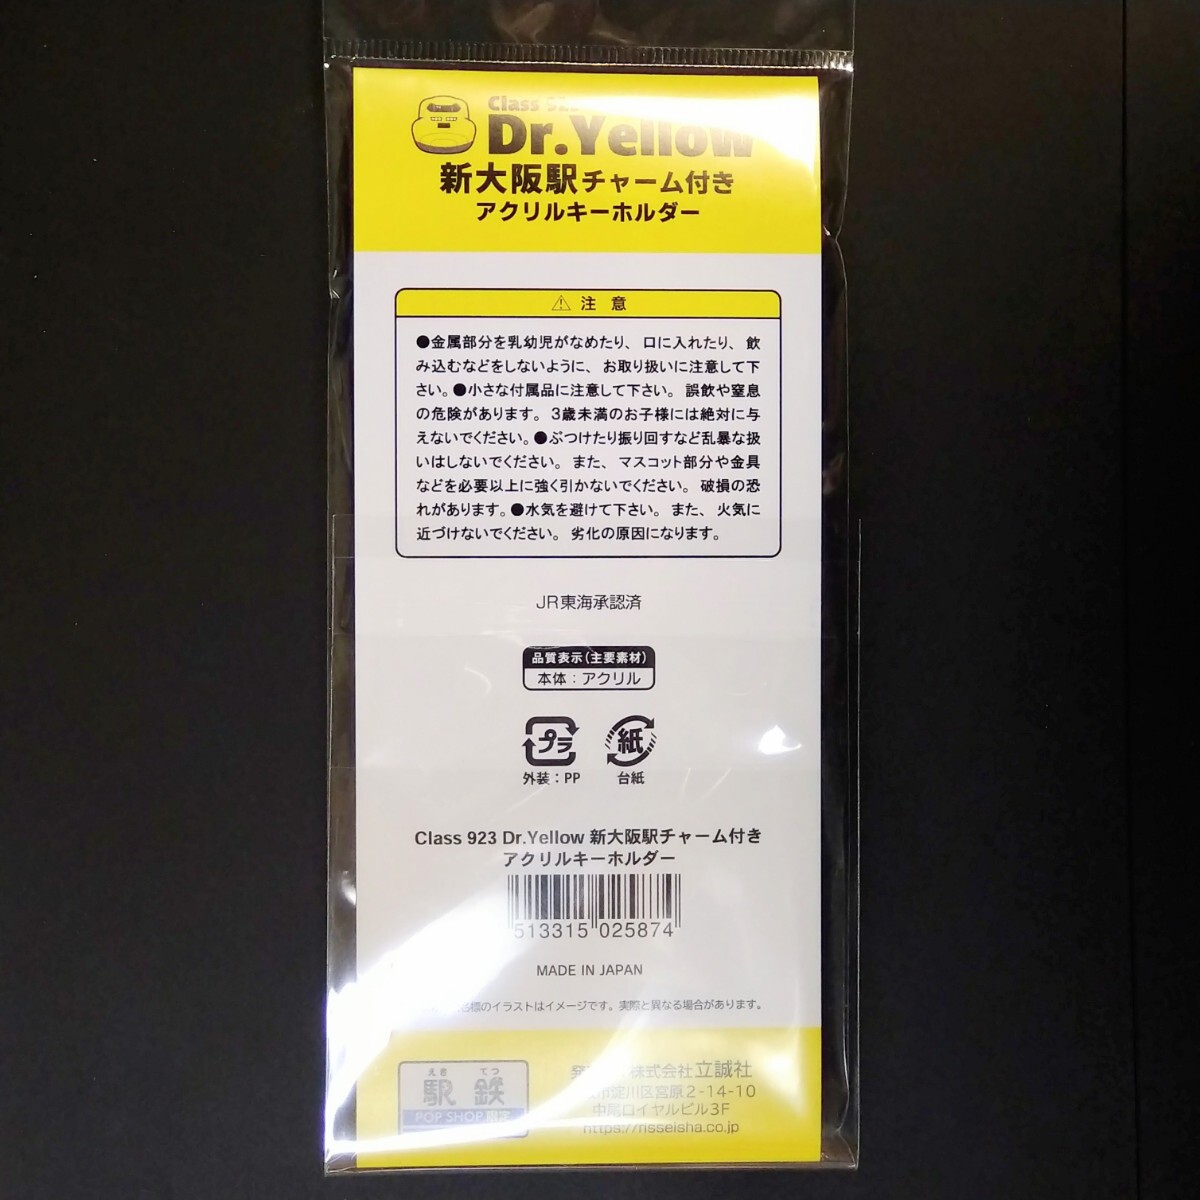 Class 923
Dr.Yellow
新大阪駅チャーム付き
アクリルキーホルダー
⚠ 注 意
●金属部分を乳幼児がなめたり、口に入れたり、飲
み込むなどをしないように、お取り扱いに注意して下
さい。●小さな付属品に注意して下さい。誤飲や窒息
の危険があります。3歳未満のお子様には絶対に与
えないでください。●ぶつけたり振り回すなど乱暴な扱
いはしないでください。また、マスコット部分や金具
などを必要以上に強く引かないでください。破損の恐
れがあります。●水気を避けて下さい。また、火気に
近づけないでください。劣化の原因になります。
JR東海承認済
品質表示(主要素材)
本体：アクリル
プラ
紙
外装：PP
台紙
Class 923 Dr.Yellow 新大阪駅チャーム付き
アクリルキーホルダー
513315 025874
MADE IN JAPAN
のイラストはイメージです。実際と異なる場合があります。
えき てつ
駅 鉄
POP SHOP
株式会社立誠社
市淀川区宮原2-14-10
中尾ロイヤルビル3F
https://risseisha.co.jp